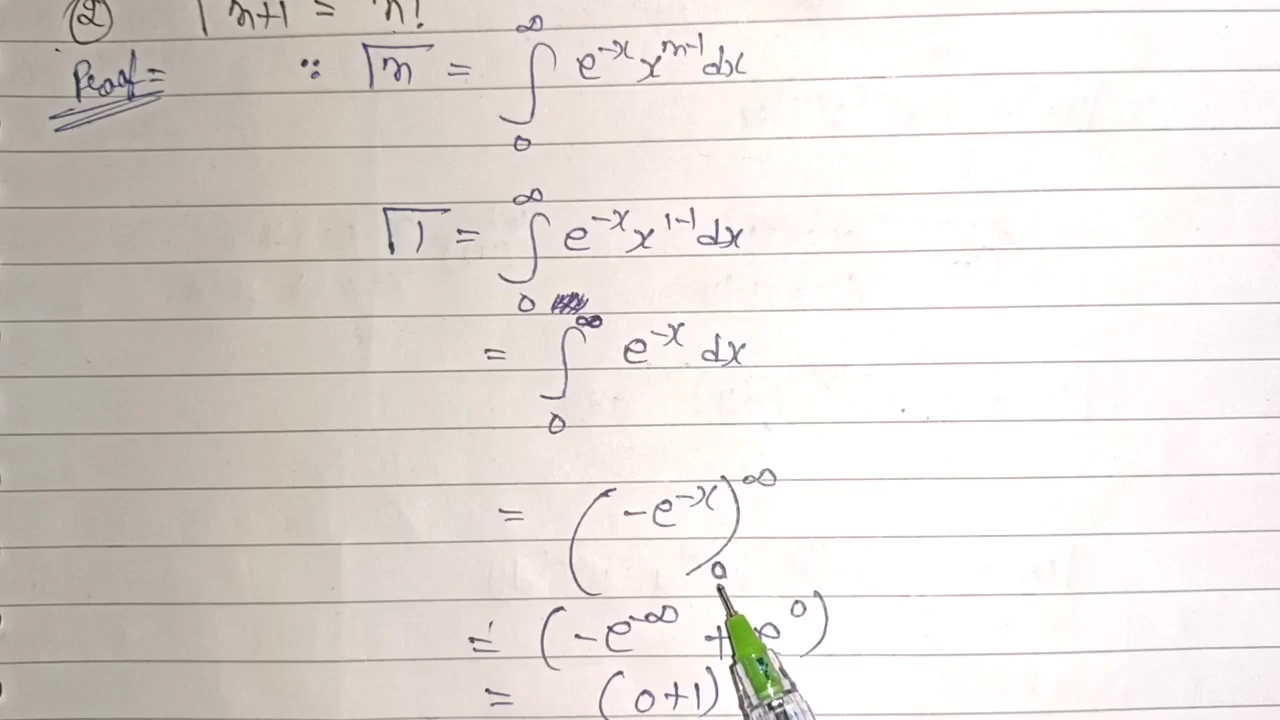 ② Γn+1 = n!
Proof= ∵ Γn = ∫₀^∞ e^-x x^n-1 dx
Γ1 = ∫₀^∞ e^-x x^1-1 dx
= ∫₀^∞ e^-x dx
= (-e^-x)₀^∞
= (-e^-∞ + e^0)
= (0+1)